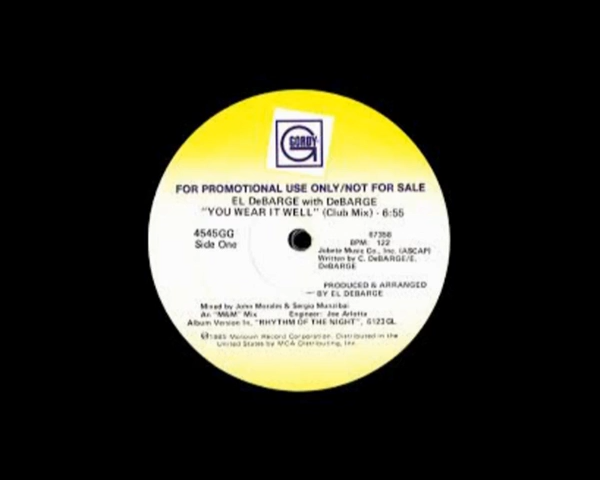 GORDY
FOR PROMOTIONAL USE ONLY/NOT FOR SALE
EL DeBARGE with DeBARGE
"YOU WEAR IT WELL" (Club Mix) - 6:55
4545GG
Side One
67358
BPM: 122
Jobete Music Co., Inc. (ASCAP)
Written by C. DeBARGE/E.
DeBARGE
PRODUCED & ARRANGED
BY EL DEBARGE
Mixed by John Morales & Sergio Munzibai
An "M&M" Mix Engineer: Joe Arlotta
Album Version In, "RHYTHM OF THE NIGHT", 6123GL
℗1985 Motown Record Corporation. Distributed in the
United States by MCA Distributing, Inc.